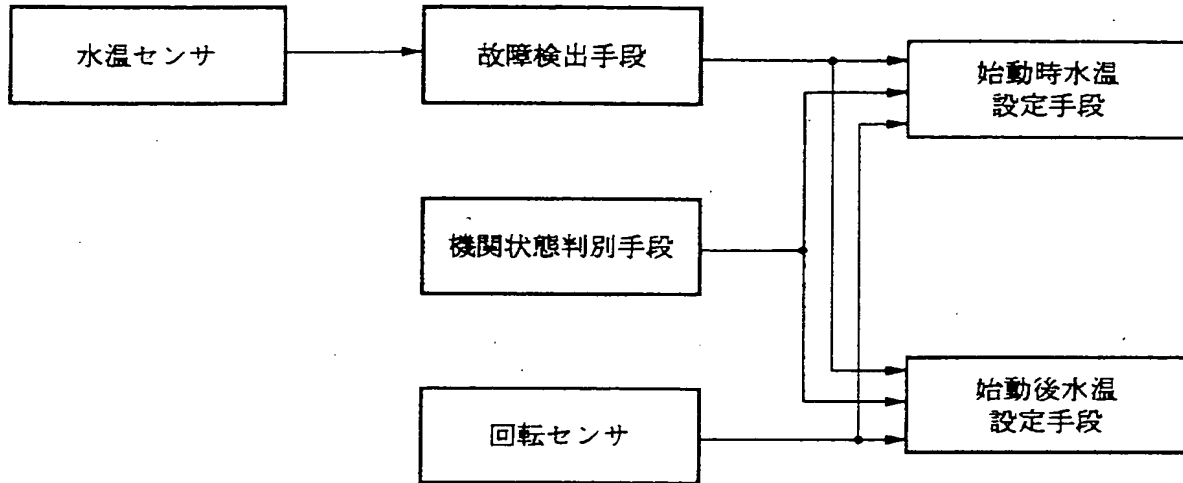 水温センサ
故障検出手段
始動時水温
設定手段
機関状態判別手段
始動後水温
設定手段
回転センサ